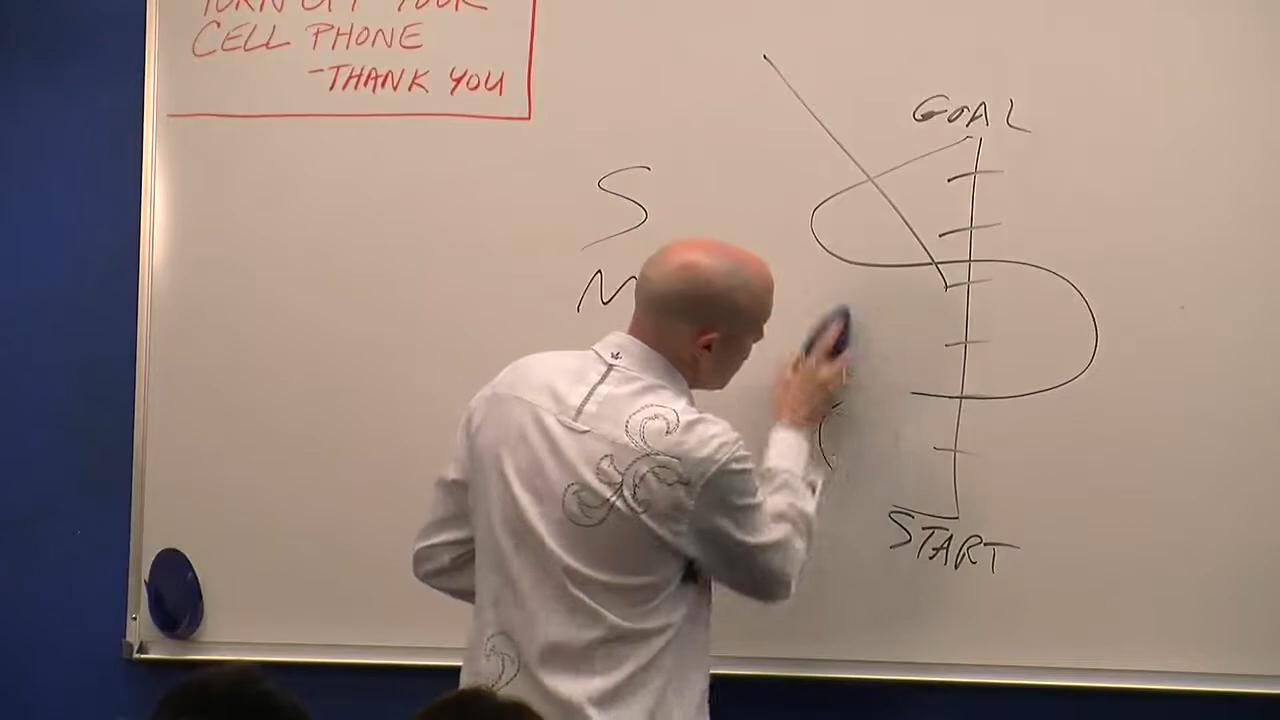 TURN OFF YOUR
CELL PHONE
-THANK YOU
GOAL
S
M
START